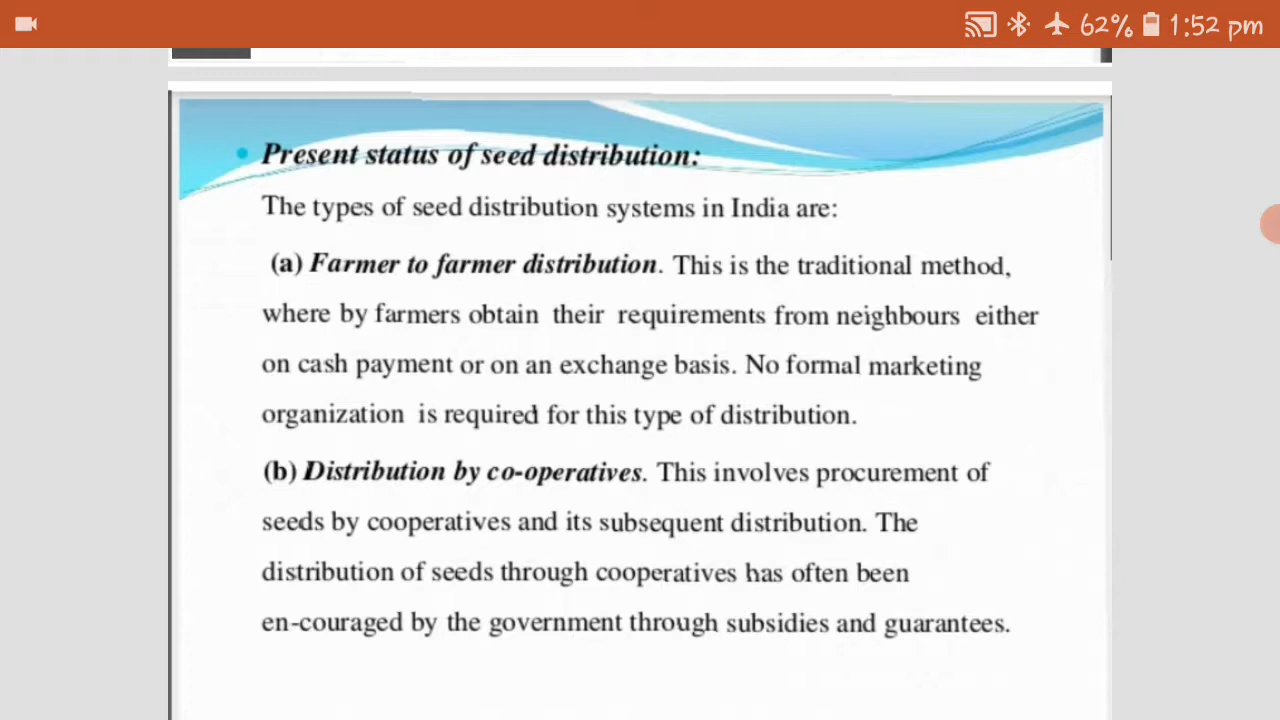 62% 1:52 pm
Present status of seed distribution:
The types of seed distribution systems in India are:
(a) Farmer to farmer distribution. This is the traditional method,
where by farmers obtain their requirements from neighbours either
on cash payment or on an exchange basis. No formal marketing
organization is required for this type of distribution.
(b) Distribution by co-operatives. This involves procurement of
seeds by cooperatives and its subsequent distribution. The
distribution of seeds through cooperatives has often been
en-couraged by the government through subsidies and guarantees.